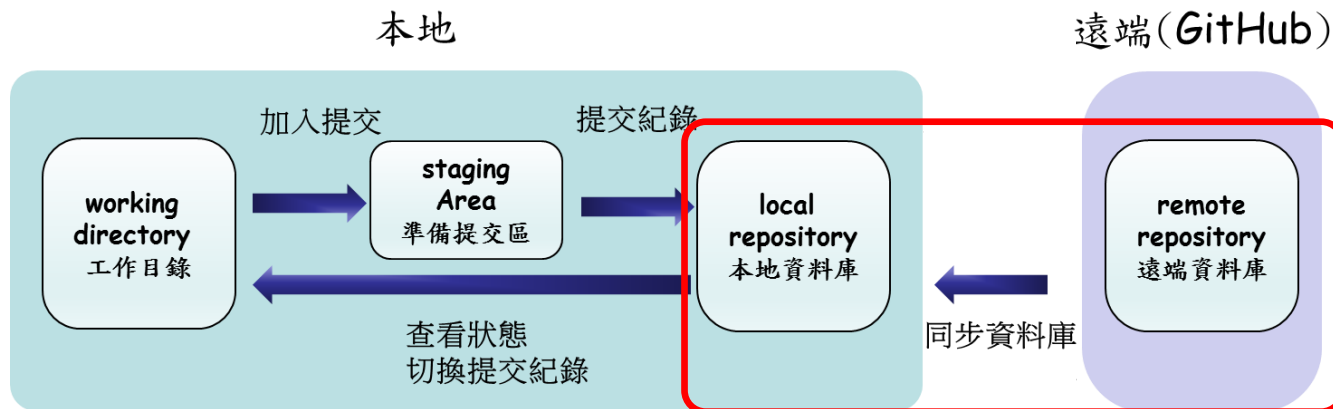 本地
遠端(GitHub)
加入提交
提交紀錄
working
directory
工作目錄
staging
Area
準備提交區
local
repository
本地資料庫
remote
repository
遠端資料庫
查看狀態
切換提交紀錄
同步資料庫